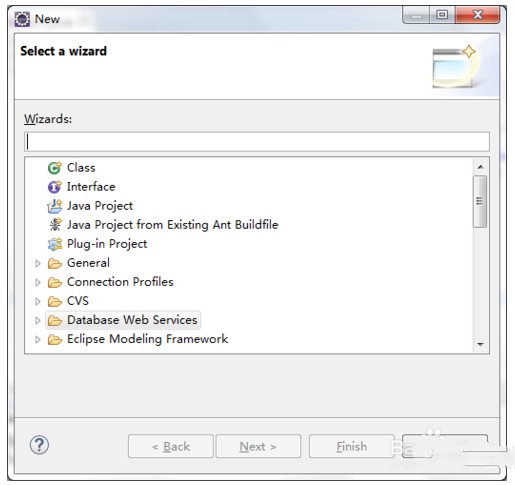 New
Select a wizard
Wizards:
Class
Interface
Java Project
Java Project from Existing Ant Buildfile
Plug-in Project
General
Connection Profiles
CVS
Database Web Services
Eclipse Modeling Framework
< Back
Next >
Finish